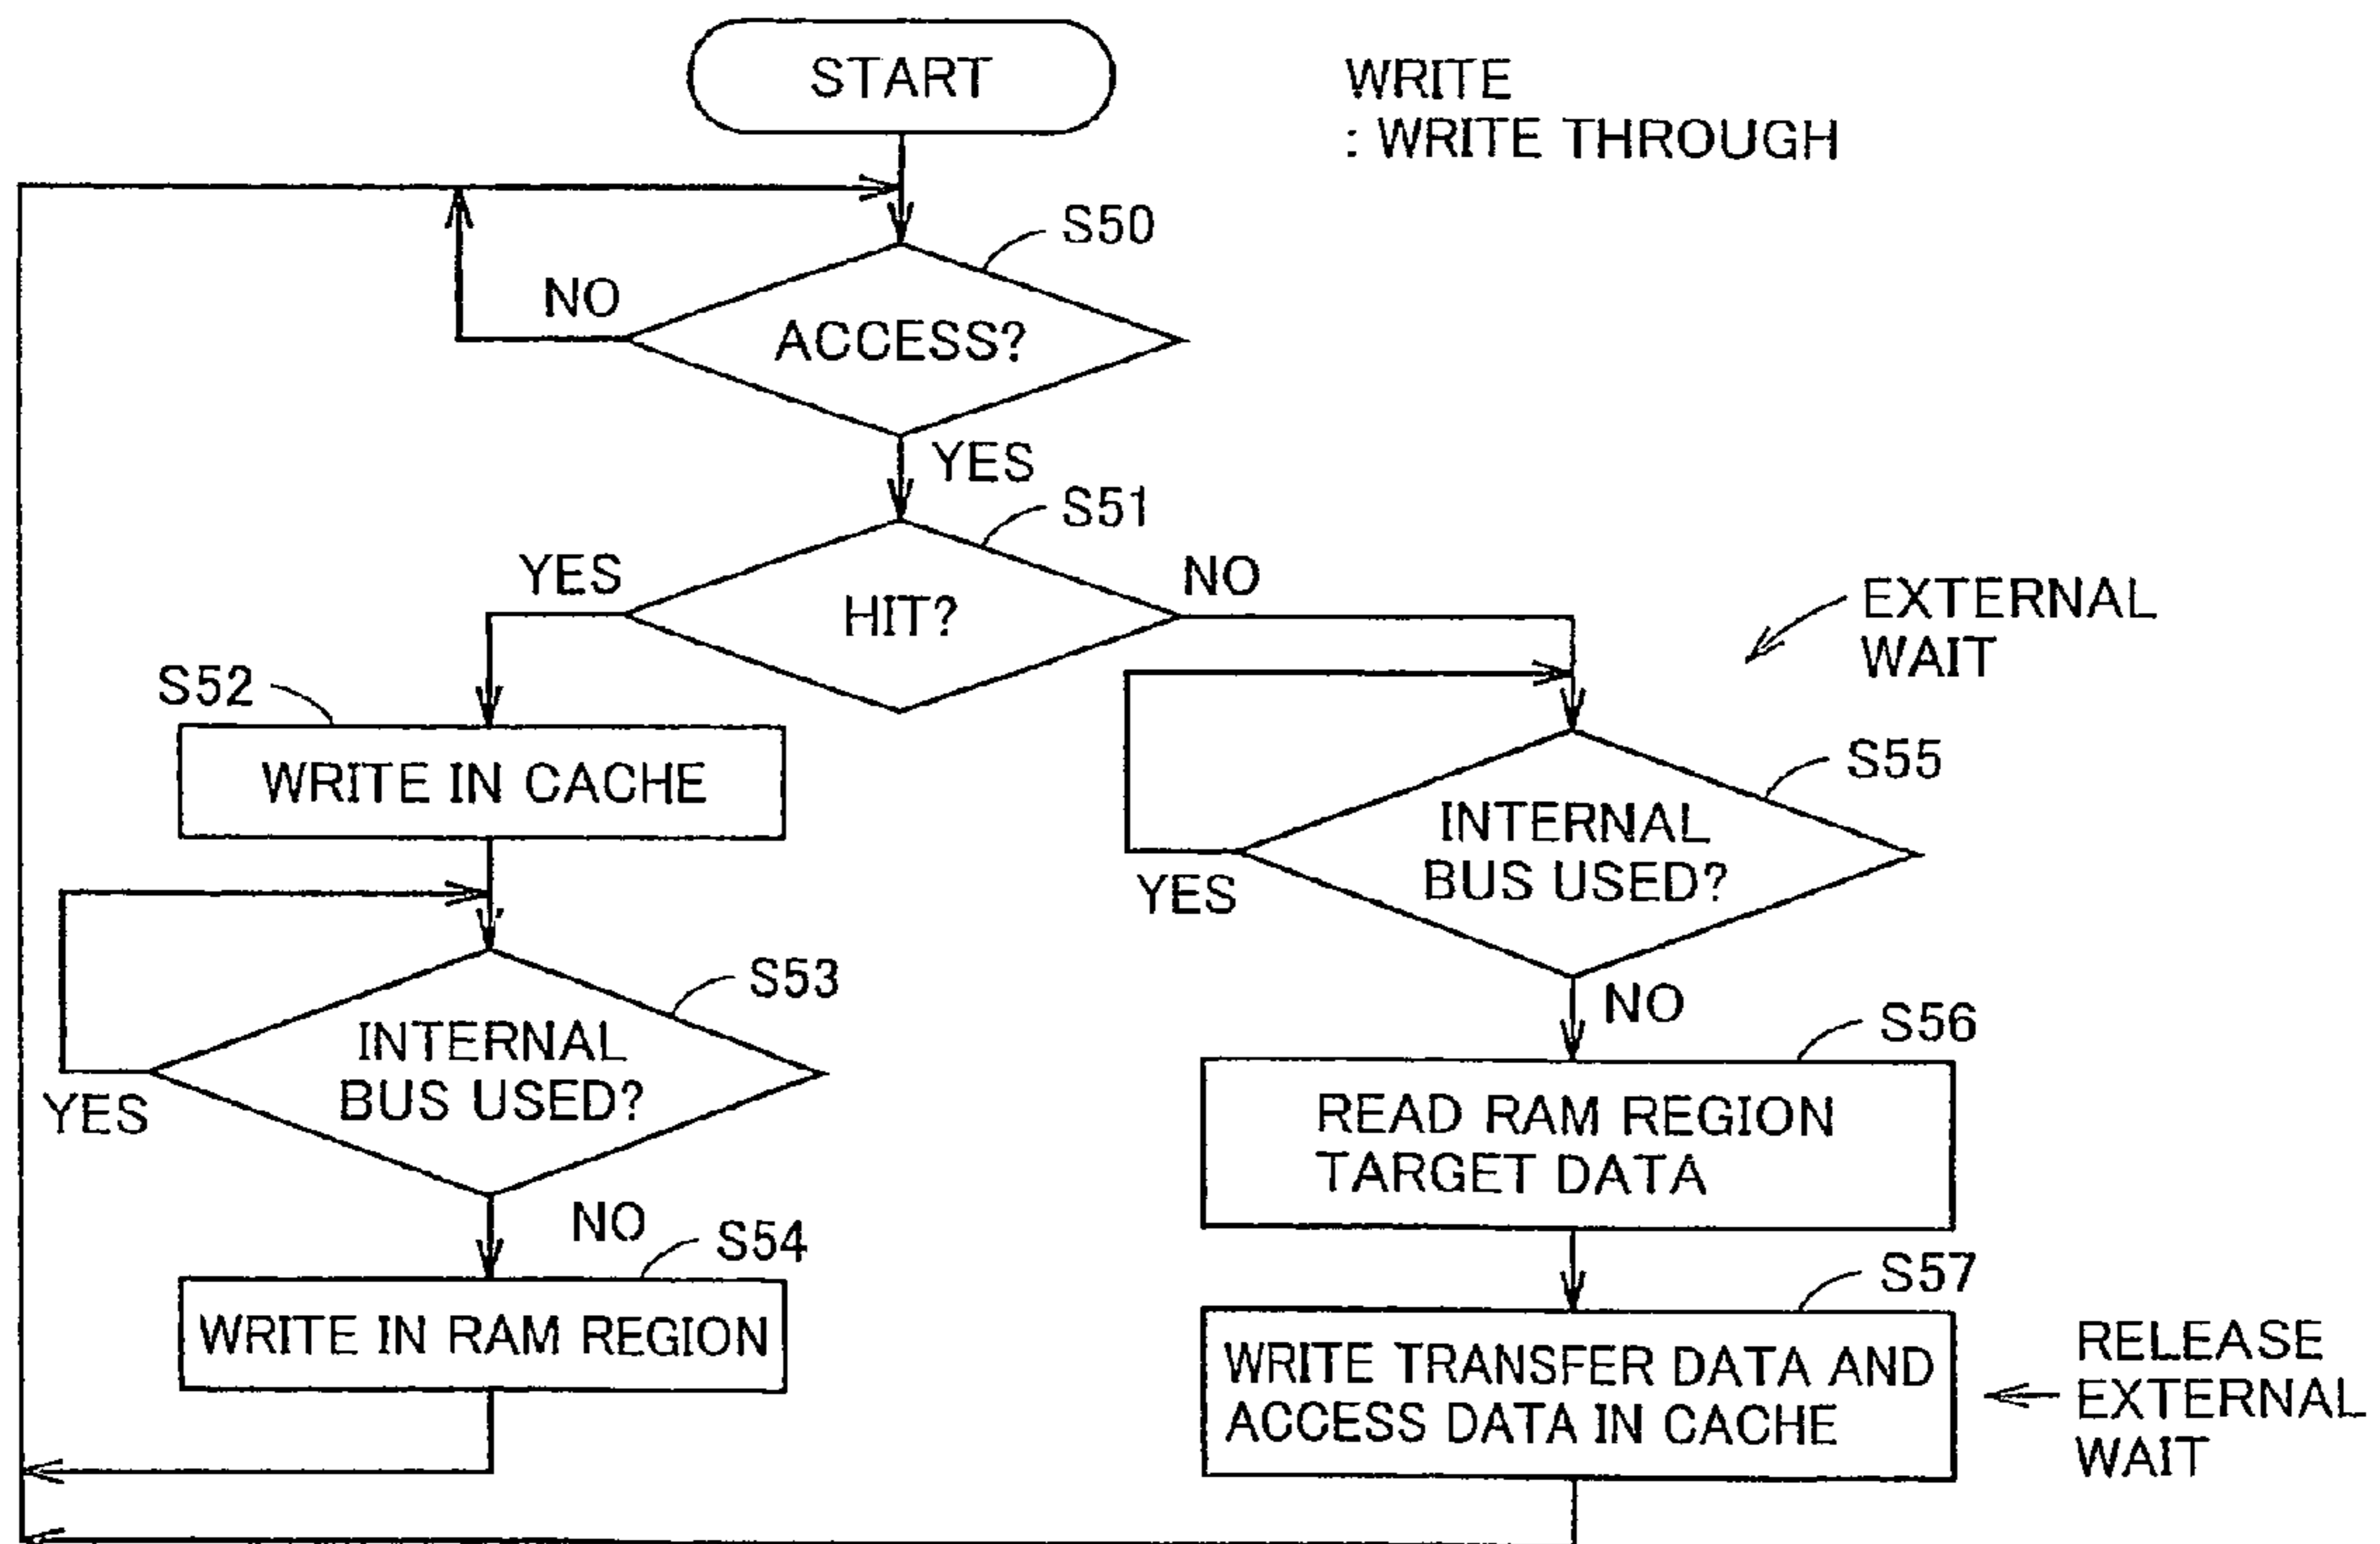 START
WRITE
: WRITE THROUGH
S50
NO
ACCESS?
YES
S51
YES
NO
HIT?
EXTERNAL
WAIT
S52
WRITE IN CACHE
S55
INTERNAL
BUS USED?
YES
S53
INTERNAL
BUS USED?
YES
NO
S56
READ RAM REGION
TARGET DATA
NO
S54
WRITE IN RAM REGION
S57
WRITE TRANSFER DATA AND
ACCESS DATA IN CACHE
RELEASE
EXTERNAL
WAIT